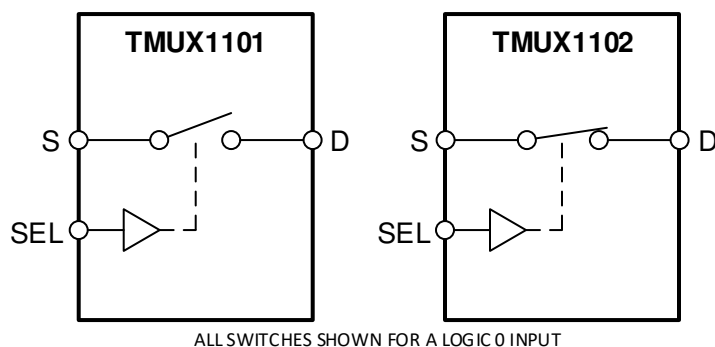 TMUX1101
TMUX1102
S
D
S
D
SEL
SEL
ALL SWITCHES SHOWN FOR A LOGIC 0 INPUT